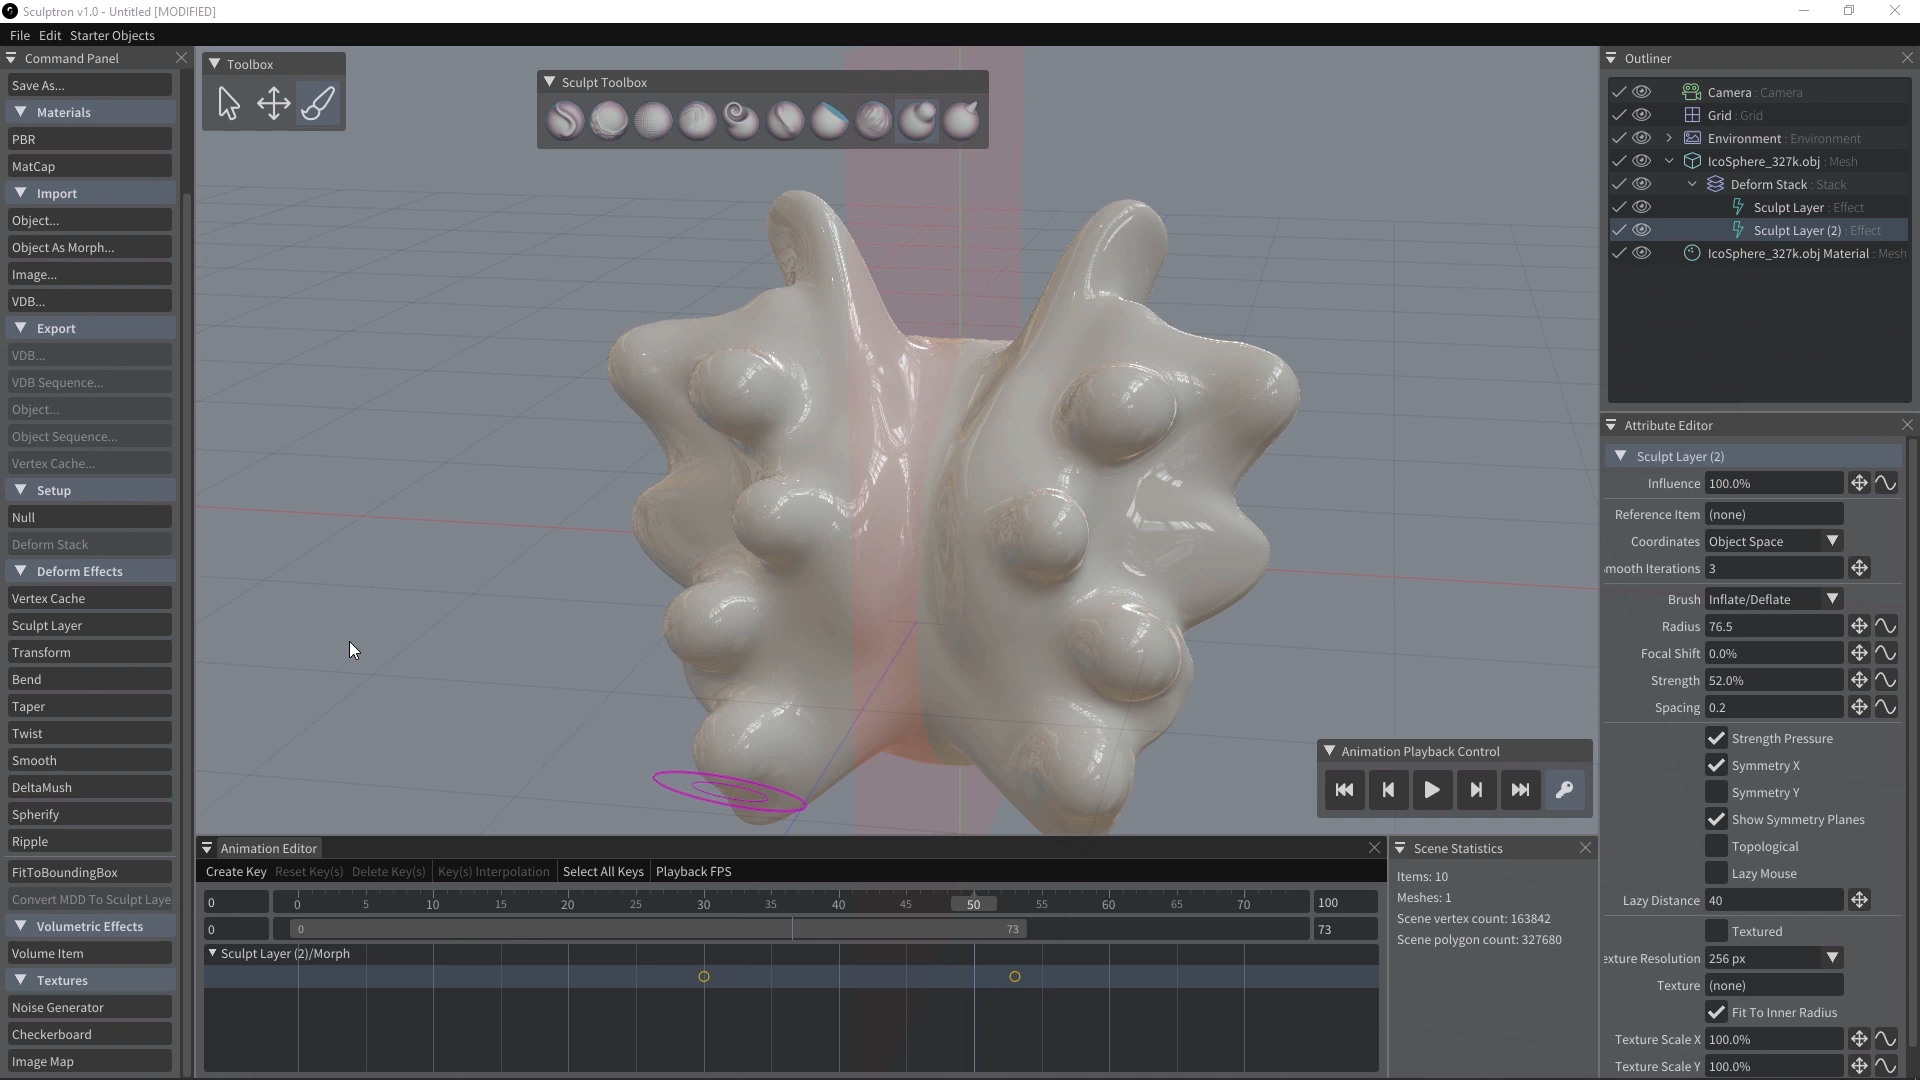 Sculptron v1.0 - Untitled [MODIFIED]
File Edit Starter Objects
Command Panel
Save As...
Materials
PBR
MatCap
Import
Object...
Object As Morph...
Image...
VDB...
Export
VDB...
VDB Sequence...
Object...
Object Sequence...
Vertex Cache...
Setup
Null
Deform Stack
Deform Effects
Vertex Cache
Sculpt Layer
Transform
Bend
Taper
Twist
Smooth
DeltaMush
Spherify
Ripple
FitToBoundingBox
Convert MDD To Sculpt Laye
Volumetric Effects
Volume Item
Textures
Noise Generator
Checkerboard
Image Map
Toolbox
Sculpt Toolbox
Animation Playback Control
Animation Editor
Create Key Reset Key(s) Delete Key(s) Key(s) Interpolation Select All Keys Playback FPS
0 0 5 10 15 20 25 30 35 40 45 50 55 60 65 70 100
0 0 73 73
Sculpt Layer (2)/Morph
Scene Statistics
Items: 10
Meshes: 1
Scene vertex count: 163842
Scene polygon count: 327680
Outliner
Camera : Camera
Grid : Grid
Environment : Environment
IcoSphere_327k.obj : Mesh
Deform Stack : Stack
Sculpt Layer : Effect
Sculpt Layer (2) : Effect
IcoSphere_327k.obj Material : Mesh
Attribute Editor
Sculpt Layer (2)
Influence 100.0%
Reference Item (none)
Coordinates Object Space
mooth Iterations 3
Brush Inflate/Deflate
Radius 76.5
Focal Shift 0.0%
Strength 52.0%
Spacing 0.2
Strength Pressure
Symmetry X
Symmetry Y
Show Symmetry Planes
Topological
Lazy Mouse
Lazy Distance 40
Textured
exture Resolution 256 px
Texture (none)
Fit To Inner Radius
Texture Scale X 100.0%
Texture Scale Y 100.0%